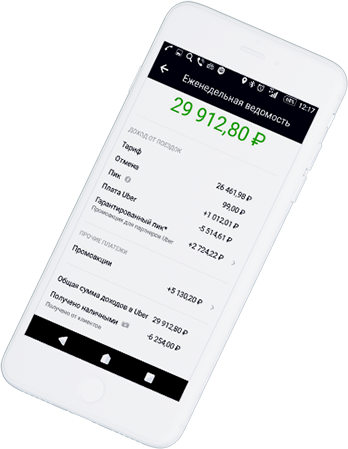 68% 12:17
Еженедельная ведомость
29 912,80 ₽
ДОХОД ОТ ПОЕЗДОК
Тариф 26 461,98 ₽
Отмена 99,00 ₽
Пик +1 012,01 ₽
Плата Uber -5 514,61 ₽
Гарантированный пик* +2 724,22 ₽
Промоакция для партнеров Uber
ПРОЧИЕ ПЛАТЕЖИ
Промоакции +5 130,20 ₽
Общая сумма доходов в Uber 29 912,80 ₽
Получено наличными -6 254,00 ₽
Получено от клиентов